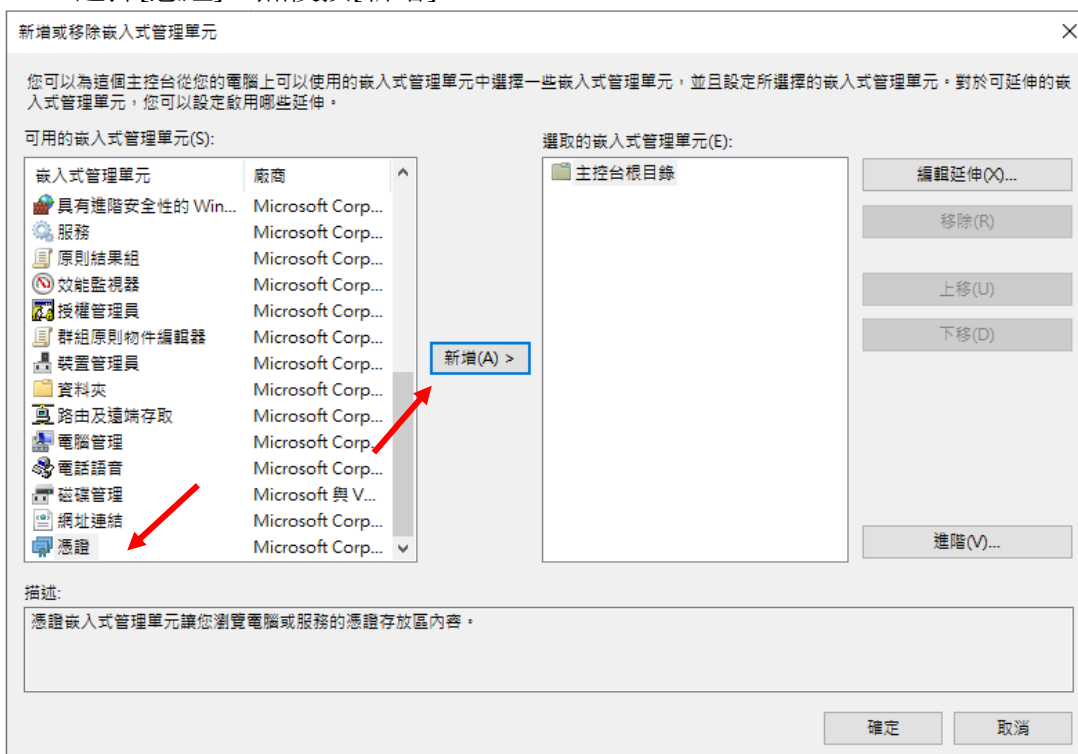 選擇[憑證]，然後按[新增]
新增或移除嵌入式管理單元
您可以為這個主控台從您的電腦上可以使用的嵌入式管理單元中選擇一些嵌入式管理單元，並且設定所選擇的嵌入式管理單元。對於可延伸的嵌
入式管理單元，您可以設定啟用哪些延伸。
可用的嵌入式管理單元(S):
嵌入式管理單元 廠商
具有進階安全性的 Win... Microsoft Corp...
服務 Microsoft Corp...
原則結果組 Microsoft Corp...
效能監視器 Microsoft Corp...
授權管理員 Microsoft Corp...
群組原則物件編輯器 Microsoft Corp...
裝置管理員 Microsoft Corp...
資料夾 Microsoft Corp...
路由及遠端存取 Microsoft Corp...
電腦管理 Microsoft Corp...
電話語音 Microsoft Corp...
磁碟管理 Microsoft 與 V...
網址連結 Microsoft Corp...
憑證 Microsoft Corp...
新增(A) >
選取的嵌入式管理單元(E):
主控台根目錄
編輯延伸(X)...
移除(R)
上移(U)
下移(D)
進階(V)...
描述:
憑證嵌入式管理單元讓您瀏覽電腦或服務的憑證存放區內容。
確定 取消